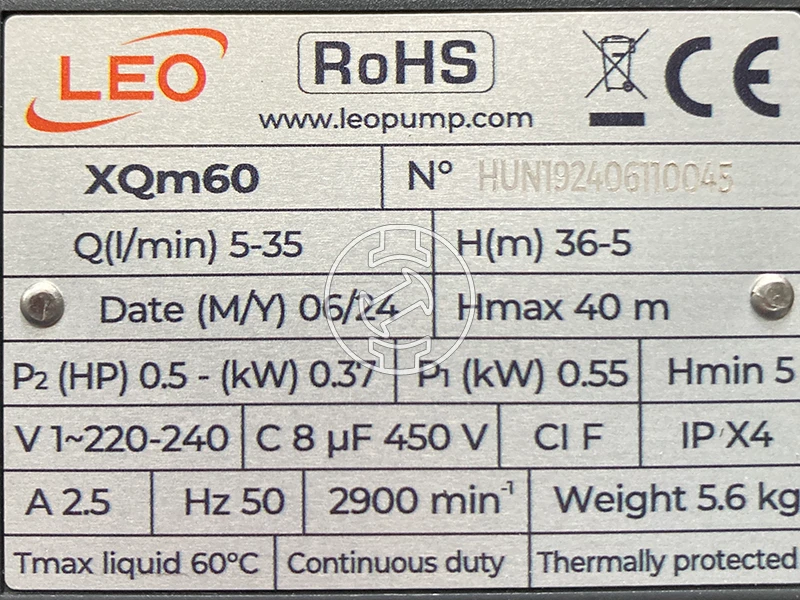 LEO
RoHS
CE
www.leopump.com
XQm60
N° HUN192406110045
Q(l/min) 5-35
H(m) 36-5
Date (M/Y) 06/24
Hmax 40 m
P₂ (HP) 0.5 - (kW) 0.37
P₁ (kW) 0.55
Hmin 5
V 1~220-240
C 8 µF 450 V
Cl F
IP X4
A 2.5
Hz 50
2900 min⁻¹
Weight 5.6 kg
Tmax liquid 60°C
Continuous duty
Thermally protected